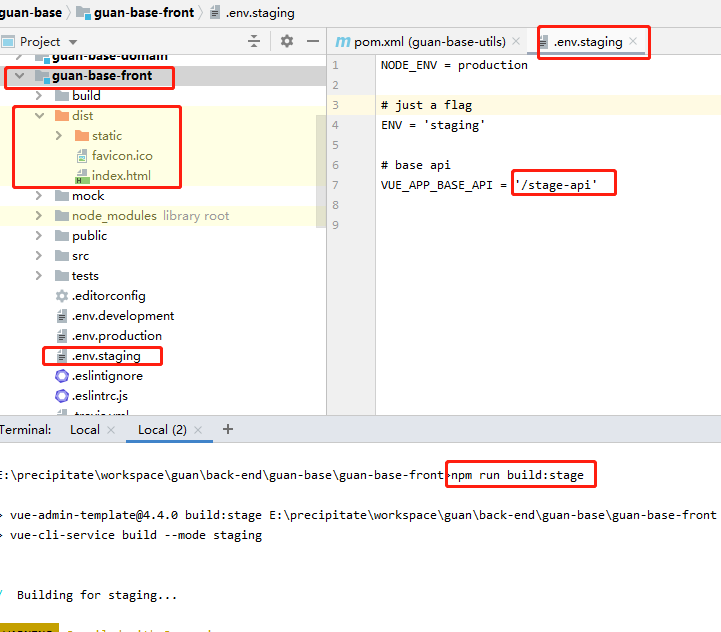 guan-base
guan-base-front
.env.staging
Project
pom.xml (guan-base-utils)
.env.staging
guan-base-domain
guan-base-front
build
dist
static
favicon.ico
index.html
mock
node_modules library root
public
src
tests
.editorconfig
.env.development
.env.production
.env.staging
.eslintignore
.eslintrc.js
.travis.yml
1 NODE_ENV = production
2
3 # just a flag
4 ENV = 'staging'
5
6 # base api
7 VUE_APP_BASE_API = '/stage-api'
8
9
Terminal: Local Local (2) +
E:\precipitate\workspace\guan\back-end\guan-base\guan-base-front>npm run build:stage
> vue-admin-template@4.4.0 build:stage E:\precipitate\workspace\guan\back-end\guan-base\guan-base-front
> vue-cli-service build --mode staging
/ Building for staging...